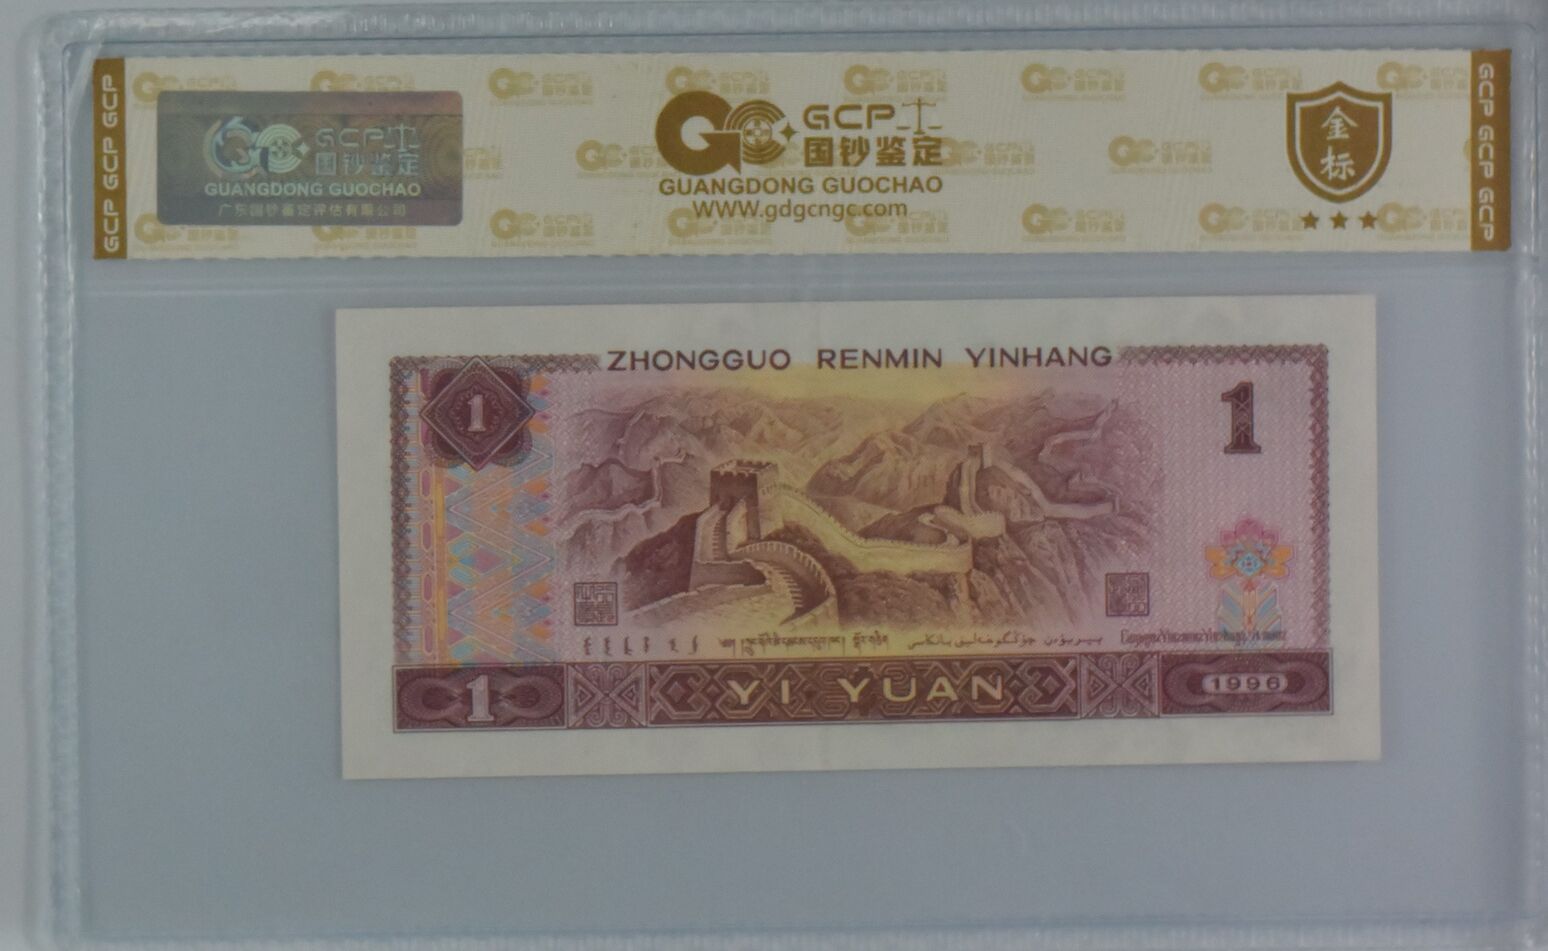 GCP GCP GCP
GCP
国钞鉴定
GUANGDONG GUOCHAO
广东国钞鉴定评估有限公司
GCP
国钞鉴定
GUANGDONG GUOCHAO
WWW.gdgcngc.com
金标
GCP GCP GCP
ZHONGGUO RENMIN YINHANG
1
1
1
YI YUAN
1996